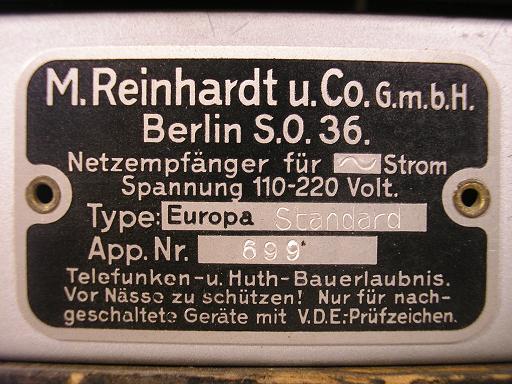 M. Reinhardt u. Co. G.m.b.H.
Berlin S.O. 36.
Netzempfänger für ∿ Strom
Spannung 110-220 Volt.
Type: Europa Standard
App. Nr. 699
Telefunken- u. Huth-Bauerlaubnis.
Vor Nässe zu schützen! Nur für nach-
geschaltete Geräte mit V.D.E.-Prüfzeichen.